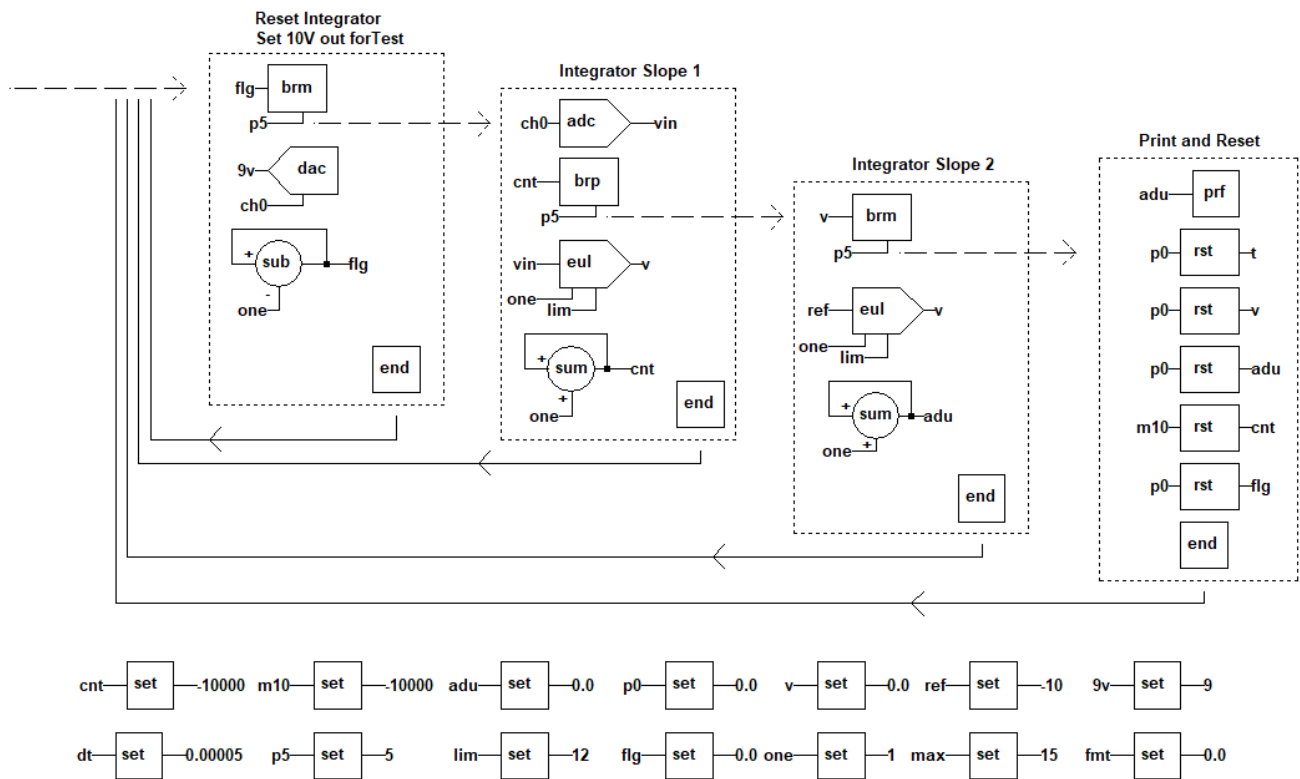 Reset Integrator
Set 10V out forTest
flg
brm
p5
9v
dac
ch0
+
sub
flg
-
one
end
Integrator Slope 1
ch0
adc
vin
cnt
brp
p5
vin
eul
v
one
lim
+
sum
cnt
+
one
end
Integrator Slope 2
v
brm
p5
ref
eul
v
one
lim
+
sum
adu
one
+
end
Print and Reset
adu
prf
p0
rst
t
p0
rst
v
p0
rst
adu
m10
rst
cnt
p0
rst
flg
end
cnt set -10000 m10 set -10000 adu set 0.0 p0 set 0.0 v set 0.0 ref set -10 9v set 9
dt set 0.00005 p5 set 5 lim set 12 flg set 0.0 one set 1 max set 15 fmt set 0.0